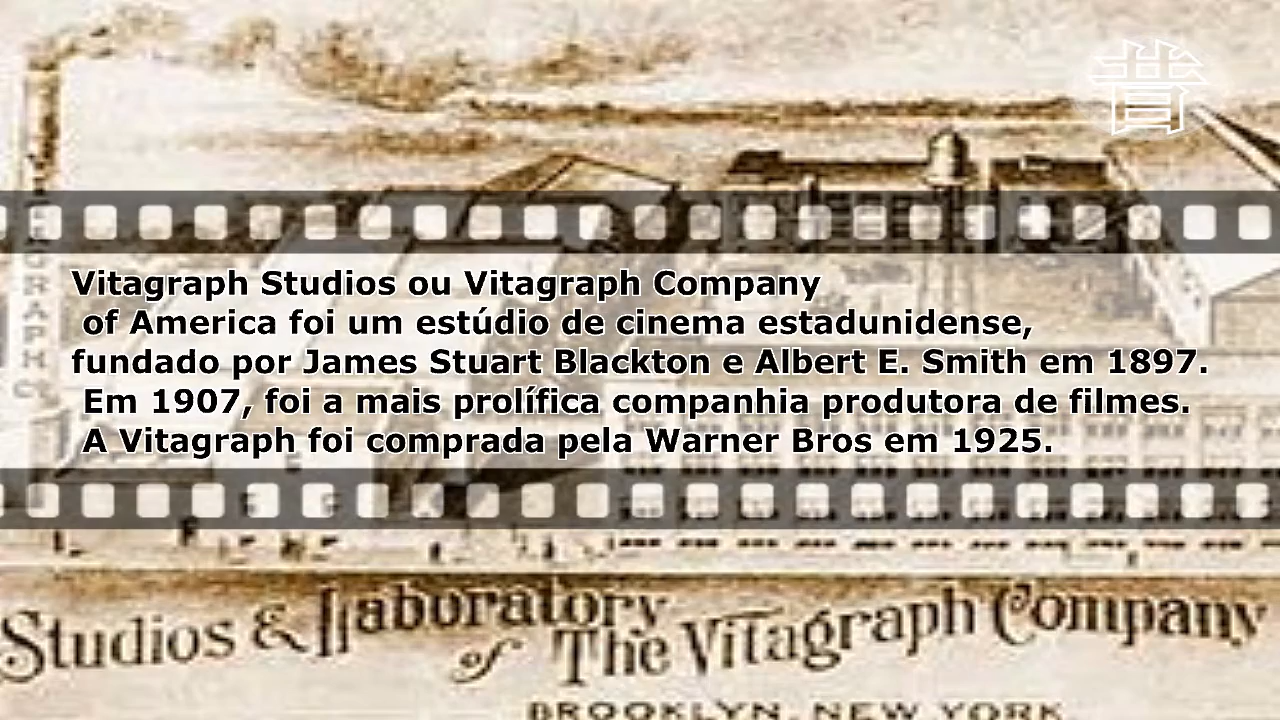 Vitagraph Studios ou Vitagraph Company
of America foi um estúdio de cinema estadunidense,
fundado por James Stuart Blackton e Albert E. Smith em 1897.
Em 1907, foi a mais prolífica companhia produtora de filmes.
A Vitagraph foi comprada pela Warner Bros em 1925.
Studios & Laboratory
of The Vitagraph Company
BROOKLYN, NEW YORK